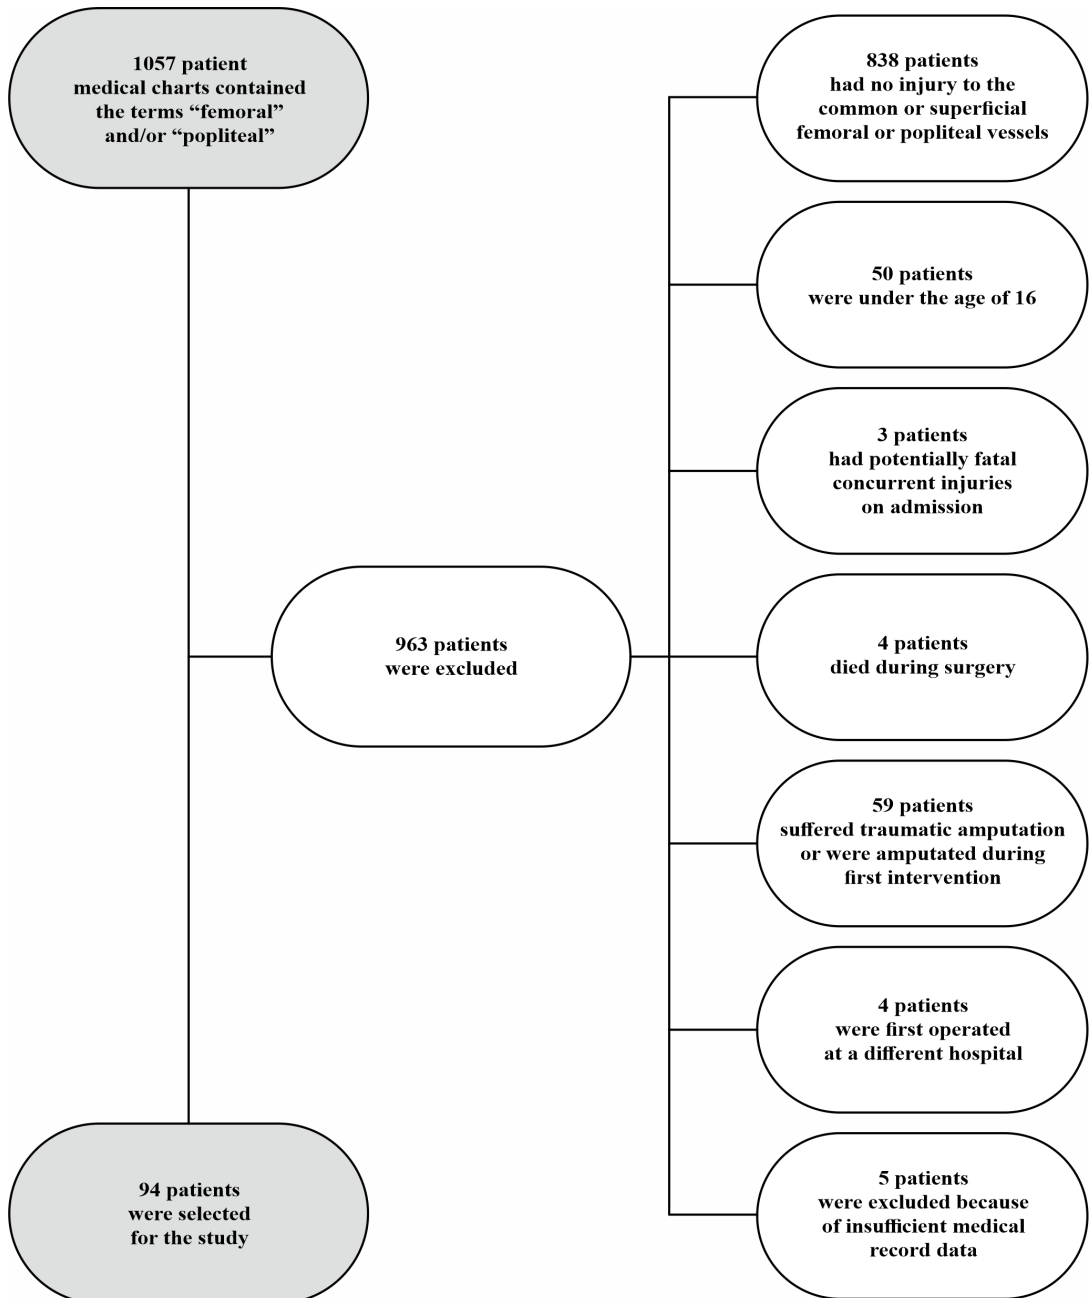 1057 patient
medical charts contained
the terms “femoral”
and/or “popliteal”
963 patients
were excluded
838 patients
had no injury to the
common or superficial
femoral or popliteal vessels
50 patients
were under the age of 16
3 patients
had potentially fatal
concurrent injuries
on admission
4 patients
died during surgery
59 patients
suffered traumatic amputation
or were amputated during
first intervention
4 patients
were first operated
at a different hospital
5 patients
were excluded because
of insufficient medical
record data
94 patients
were selected
for the study